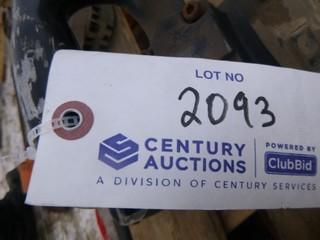 LOT NO
2093
CENTURY AUCTIONS
POWERED BY
ClubBid
A DIVISION OF CENTURY SERVICES